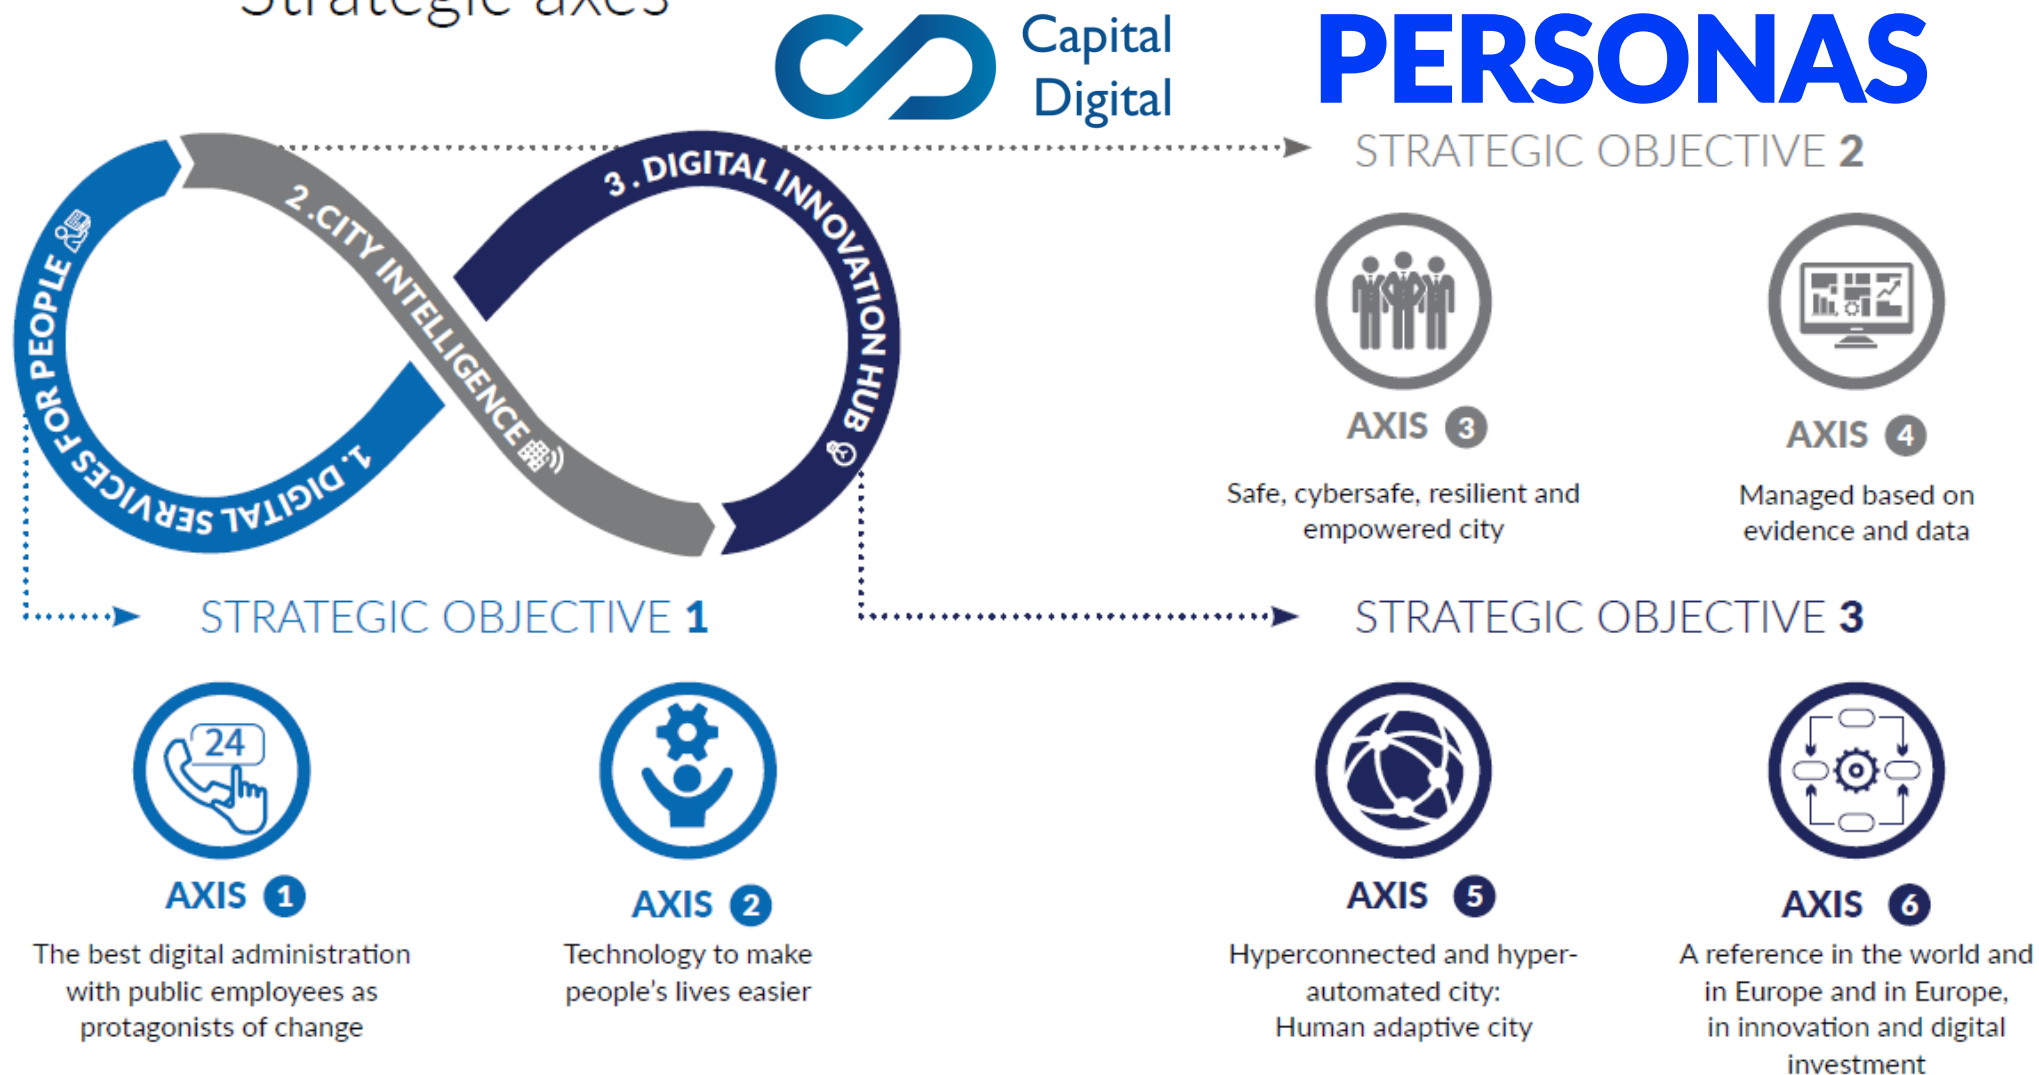 Strategic axes
Capital
Digital
PERSONAS
1. DIGITAL SERVICES FOR PEOPLE
2. CITY INTELLIGENCE
3. DIGITAL INNOVATION HUB
STRATEGIC OBJECTIVE 2
AXIS 3
Safe, cybersafe, resilient and
empowered city
AXIS 4
Managed based on
evidence and data
STRATEGIC OBJECTIVE 1
24
AXIS 1
The best digital administration
with public employees as
protagonists of change
AXIS 2
Technology to make
people's lives easier
STRATEGIC OBJECTIVE 3
AXIS 5
Hyperconnected and hyper-
automated city:
Human adaptive city
AXIS 6
A reference in the world and
in Europe and in Europe,
in innovation and digital
investment